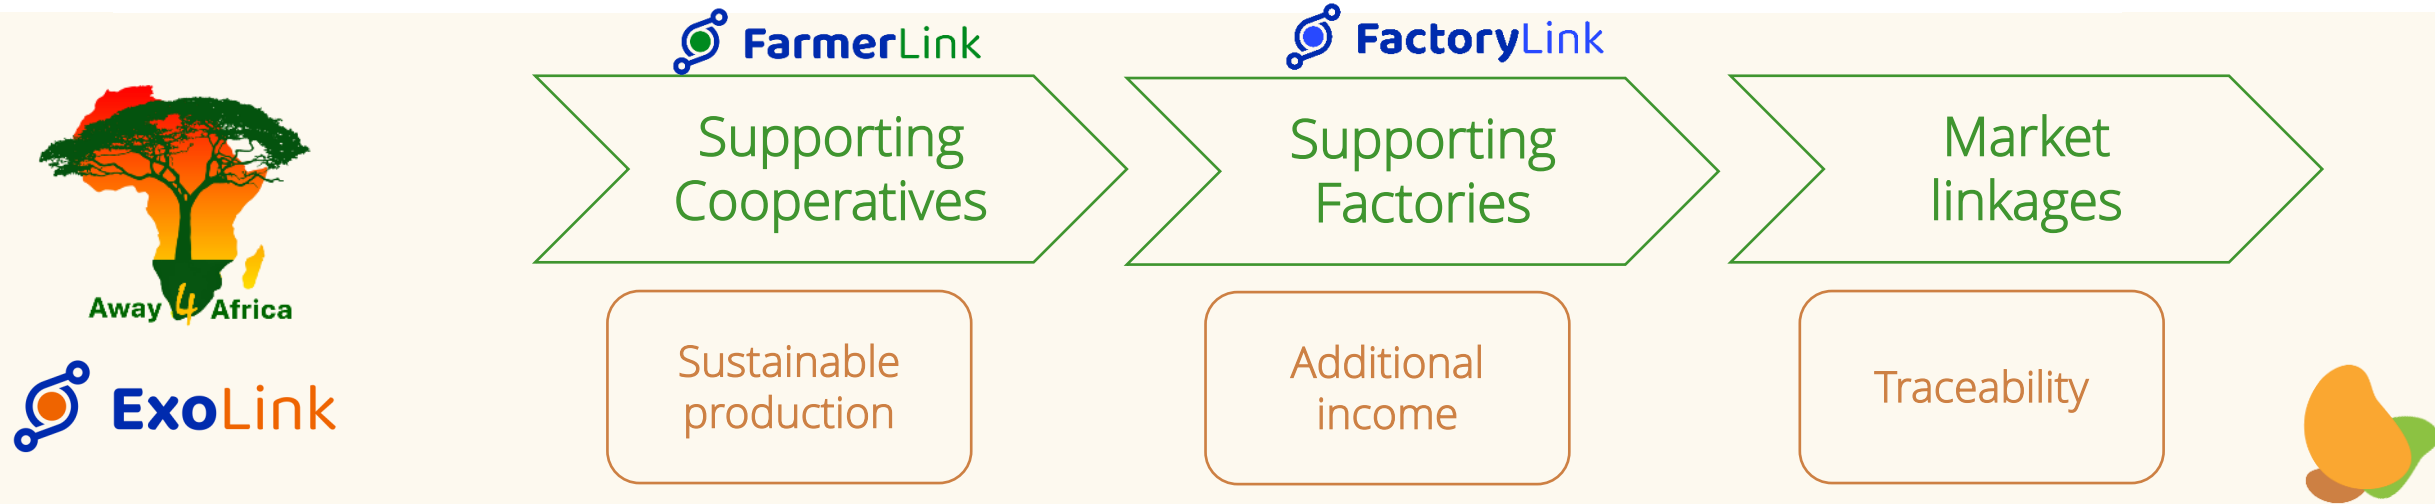 FarmerLink
FactoryLink
Supporting
Cooperatives
Supporting
Factories
Market
linkages
Away 4 Africa
ExoLink
Sustainable
production
Additional
income
Traceability